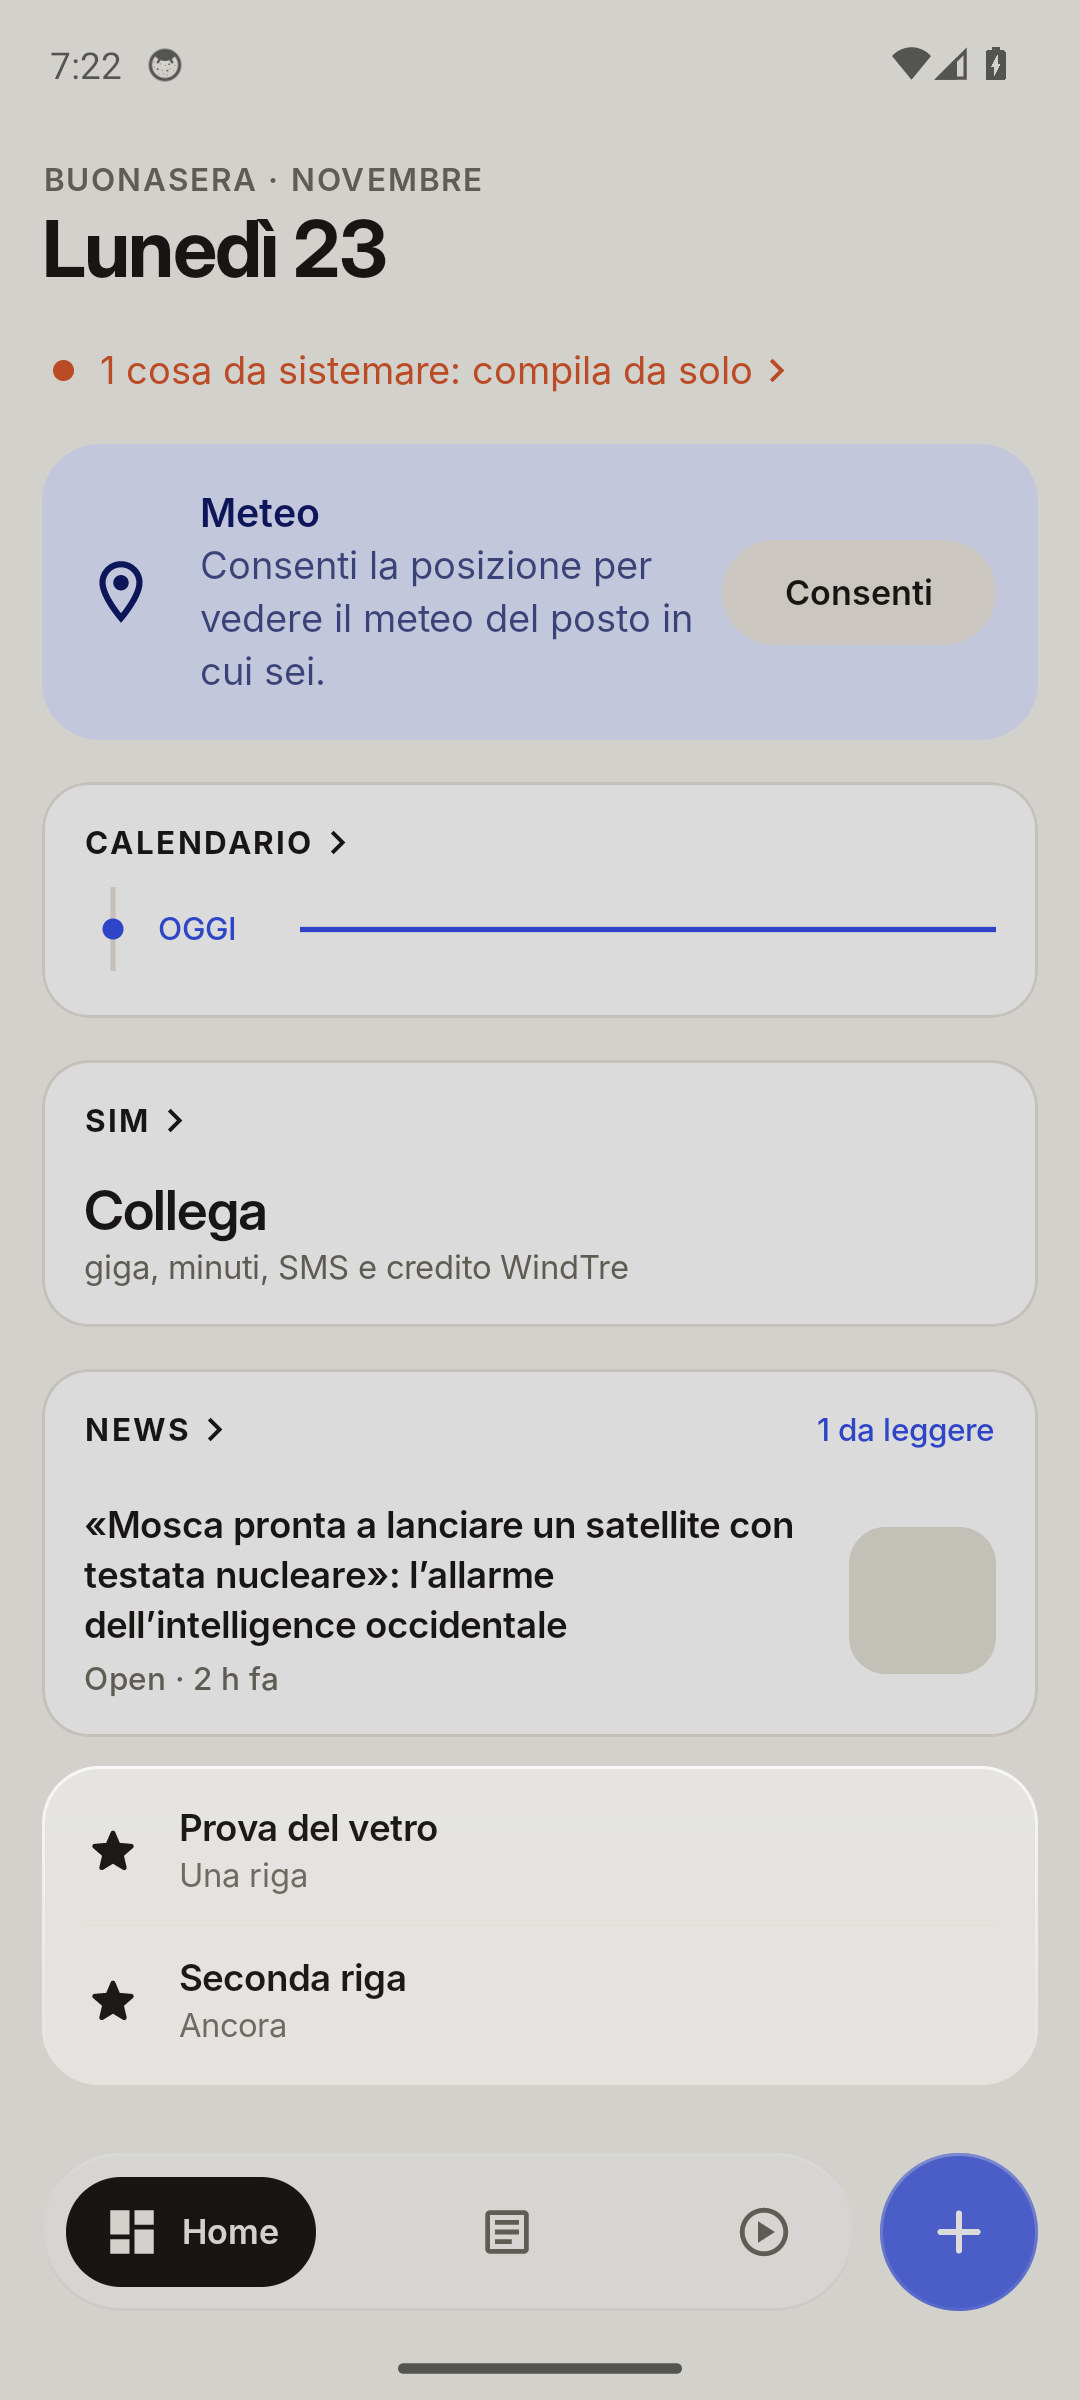 7:22
BUONASERA · NOVEMBRE
Lunedì 23
1 cosa da sistemare: compila da solo
Meteo
Consenti la posizione per
vedere il meteo del posto in
cui sei.
Consenti
CALENDARIO
OGGI
SIM
Collega
giga, minuti, SMS e credito WindTre
NEWS
1 da leggere
«Mosca pronta a lanciare un satellite con
testata nucleare»: l’allarme
dell’intelligence occidentale
Open · 2 h fa
Prova del vetro
Una riga
Seconda riga
Ancora
Home